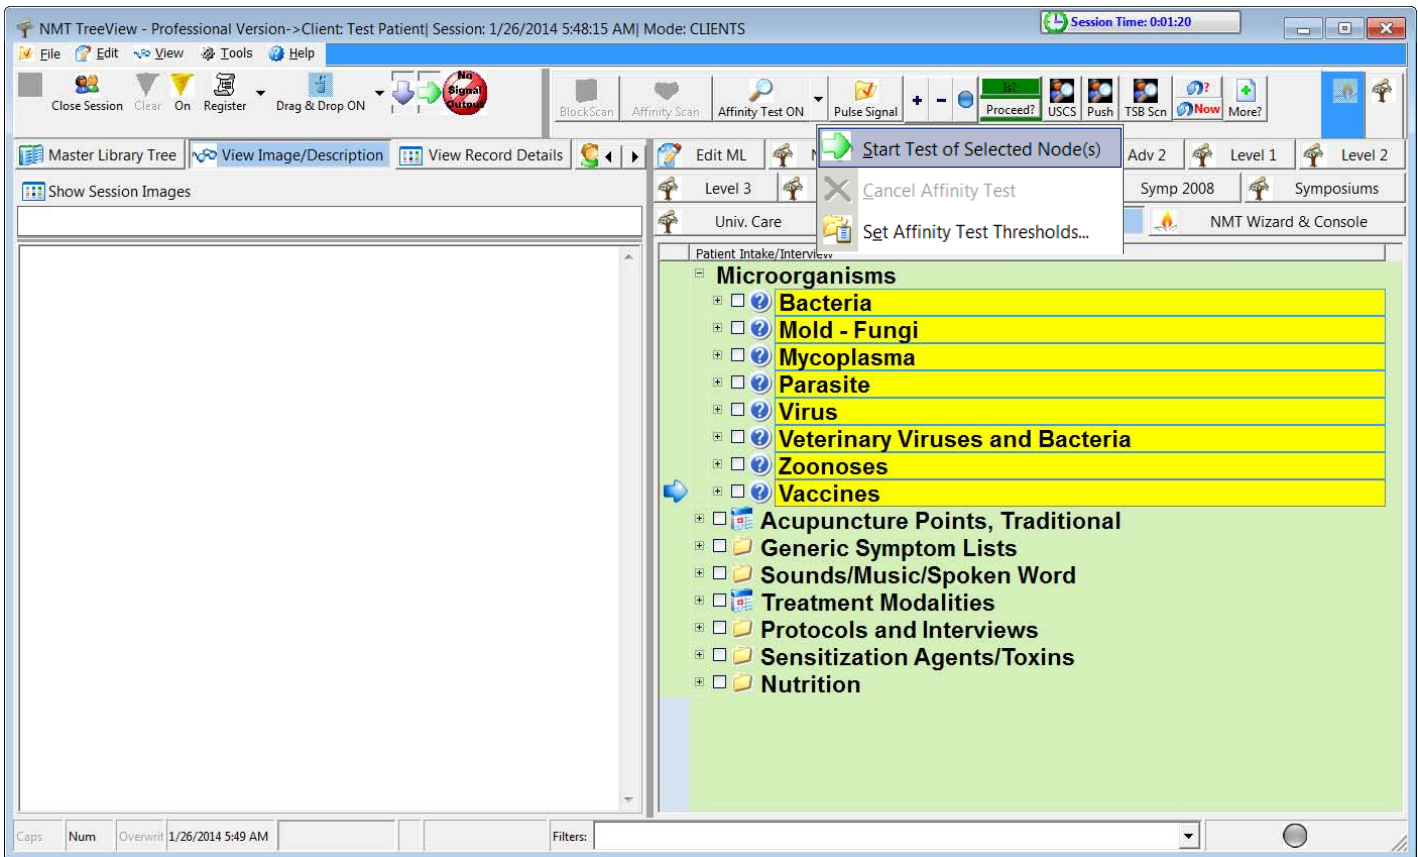 NMT TreeView - Professional Version->Client: Test Patient| Session: 1/26/2014 5:48:15 AM| Mode: CLIENTS
Session Time: 0:01:20
File Edit View Tools Help
Close Session Clear On Register Drag & Drop ON No Signal Output BlockScan Affinity Scan Affinity Test ON Pulse Signal + - Is? Proceed? USCS Push TSB Scn ? Now More?
Master Library Tree View Image/Description View Record Details Edit ML N Adv 2 Level 1 Level 2
Start Test of Selected Node(s)
Show Session Images Level 3 Symp 2008 Symposiums
Cancel Affinity Test
Univ. Care NMT Wizard & Console
Set Affinity Test Thresholds...
Patient Intake/Interview
Microorganisms
Bacteria
Mold - Fungi
Mycoplasma
Parasite
Virus
Veterinary Viruses and Bacteria
Zoonoses
Vaccines
Acupuncture Points, Traditional
Generic Symptom Lists
Sounds/Music/Spoken Word
Treatment Modalities
Protocols and Interviews
Sensitization Agents/Toxins
Nutrition
Caps Num Overwrit 1/26/2014 5:49 AM Filters: